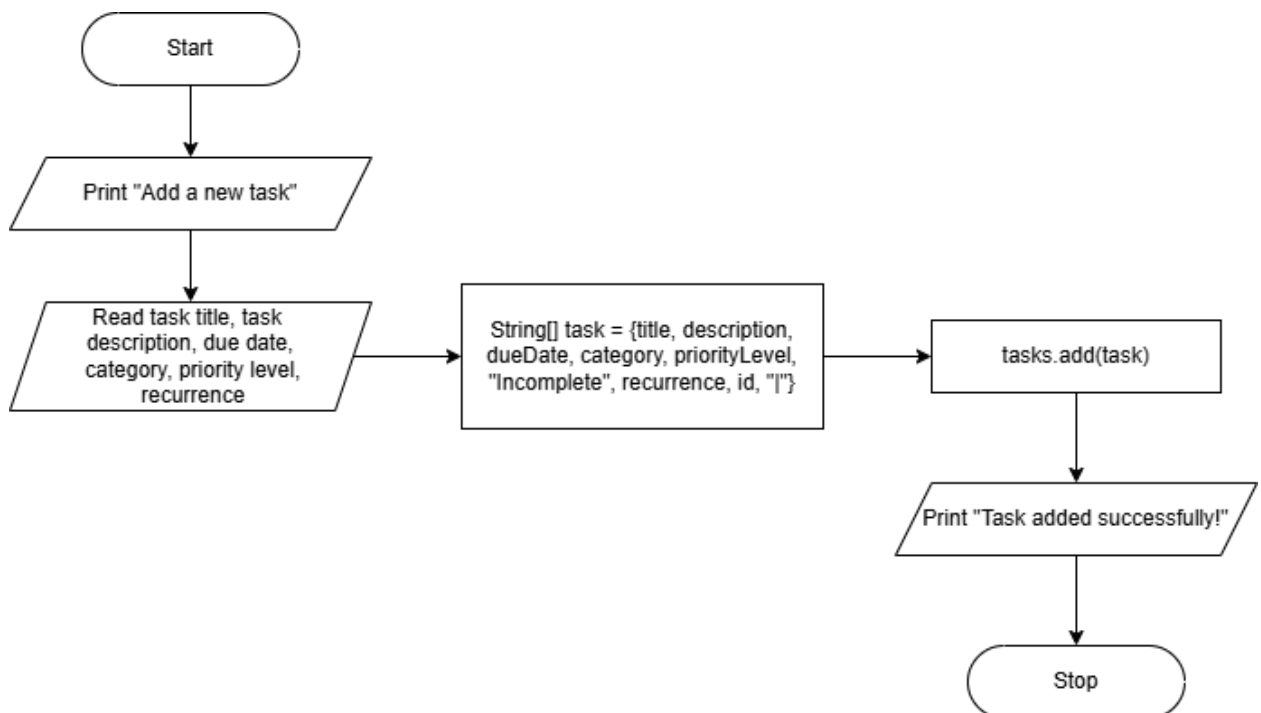 Start
Print "Add a new task"
Read task title, task
description, due date,
category, priority level,
recurrence
String[] task = {title, description,
dueDate, category, priorityLevel,
"Incomplete", recurrence, id, "|"}
tasks.add(task)
Print "Task added successfully!"
Stop